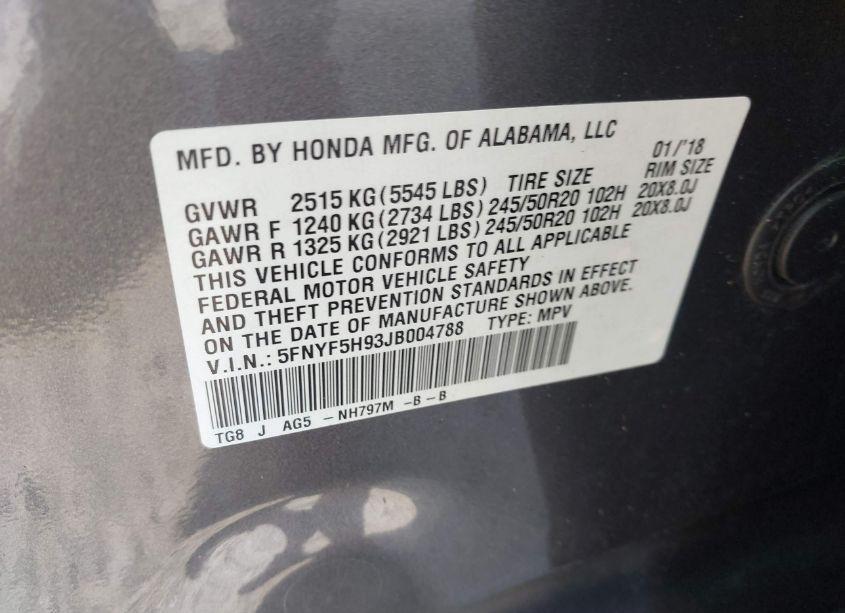 MFD. BY HONDA MFG. OF ALABAMA, LLC 01/'18
GVWR 2515 KG (5545 LBS) TIRE SIZE RIM SIZE
GAWR F 1240 KG (2734 LBS) 245/50R20 102H 20X8.0J
GAWR R 1325 KG (2921 LBS) 245/50R20 102H 20X8.0J
THIS VEHICLE CONFORMS TO ALL APPLICABLE
FEDERAL MOTOR VEHICLE SAFETY
AND THEFT PREVENTION STANDARDS IN EFFECT
ON THE DATE OF MANUFACTURE SHOWN ABOVE.
V.I.N.: 5FNYF5H93JB004788 TYPE: MPV
TG8 J AG5 -NH797M -B-B